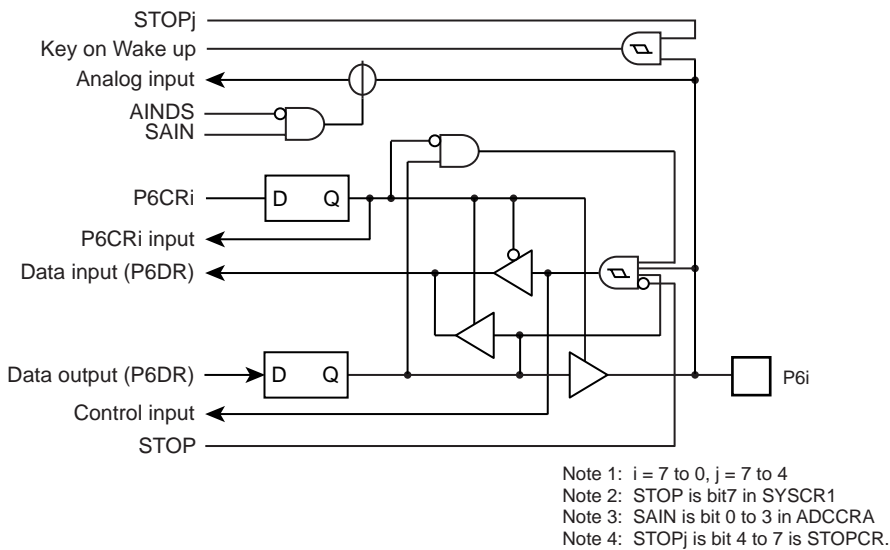 STOPj
Key on Wake up
Analog input
AINDS
SAIN
P6CRi
D Q
P6CRi input
Data input (P6DR)
Data output (P6DR)
D Q
P6i
Control input
STOP
Note 1: i = 7 to 0, j = 7 to 4
Note 2: STOP is bit7 in SYSCR1
Note 3: SAIN is bit 0 to 3 in ADCCRA
Note 4: STOPj is bit 4 to 7 is STOPCR.